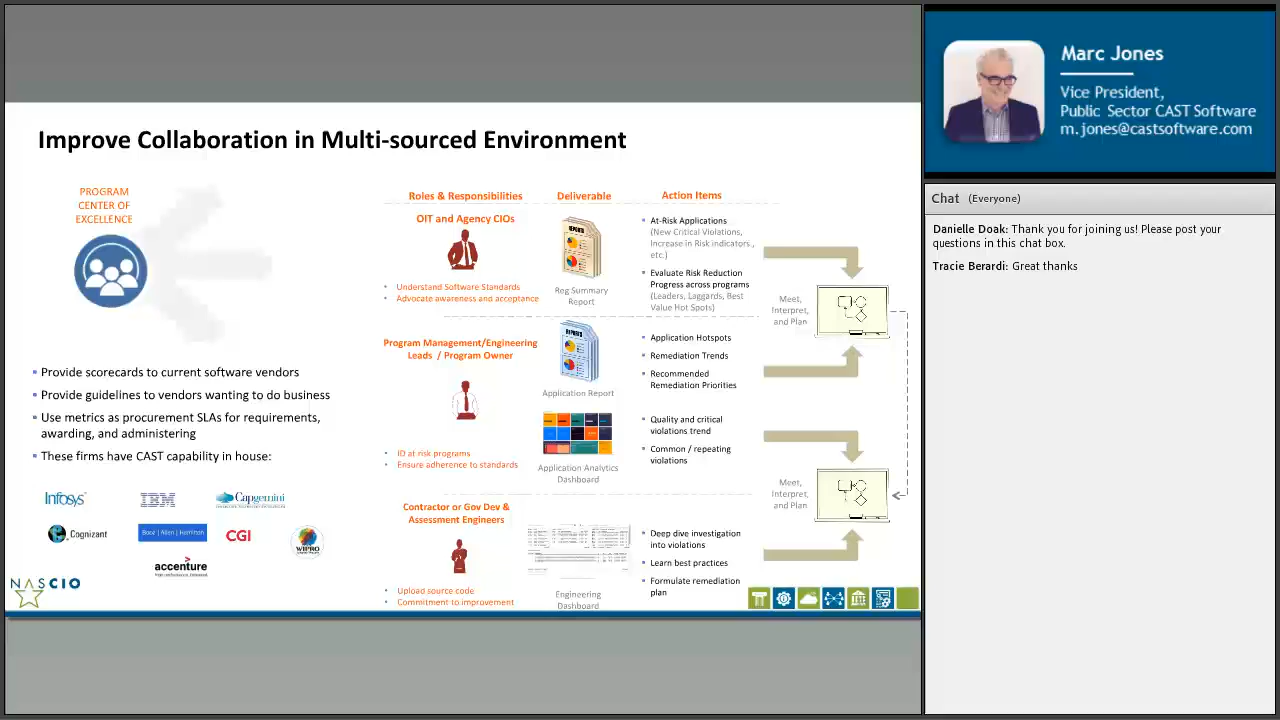 Improve Collaboration in Multi-sourced Environment
PROGRAM
CENTER OF
EXCELLENCE
Provide scorecards to current software vendors
Provide guidelines to vendors wanting to do business
Use metrics as procurement SLAs for requirements,
awarding, and administering
These firms have CAST capability in house:
Infosys
IBM
Capgemini
Cognizant
Booz | Allen | Hamilton
CGI
WIPRO
accenture
NASCIO
Roles & Responsibilities
Deliverable
Action Items
OIT and Agency CIOs
Understand Software Standards
Advocate awareness and acceptance
REPORTS
Reg Summary
Report
At-Risk Applications
(New Critical Violations,
Increase in Risk indicators.,
etc.)
Evaluate Risk Reduction
Progress across programs
(Leaders, Laggards, Best
Value Hot Spots)
Meet,
Interpret,
and Plan
Program Management/Engineering
Leads / Program Owner
ID at risk programs
Ensure adherence to standards
REPORTS
Application Report
Application Analytics
Dashboard
Application Hotspots
Remediation Trends
Recommended
Remediation Priorities
Quality and critical
violations trend
Common / repeating
violations
Meet,
Interpret,
and Plan
Contractor or Gov Dev &
Assessment Engineers
Upload source code
Commitment to improvement
Engineering
Dashboard
Deep dive investigation
into violations
Learn best practices
Formulate remediation
plan
Marc Jones
Vice President,
Public Sector CAST Software
m.jones@castsoftware.com
Chat (Everyone)
Danielle Doak: Thank you for joining us! Please post your
questions in this chat box.
Tracie Berardi: Great thanks